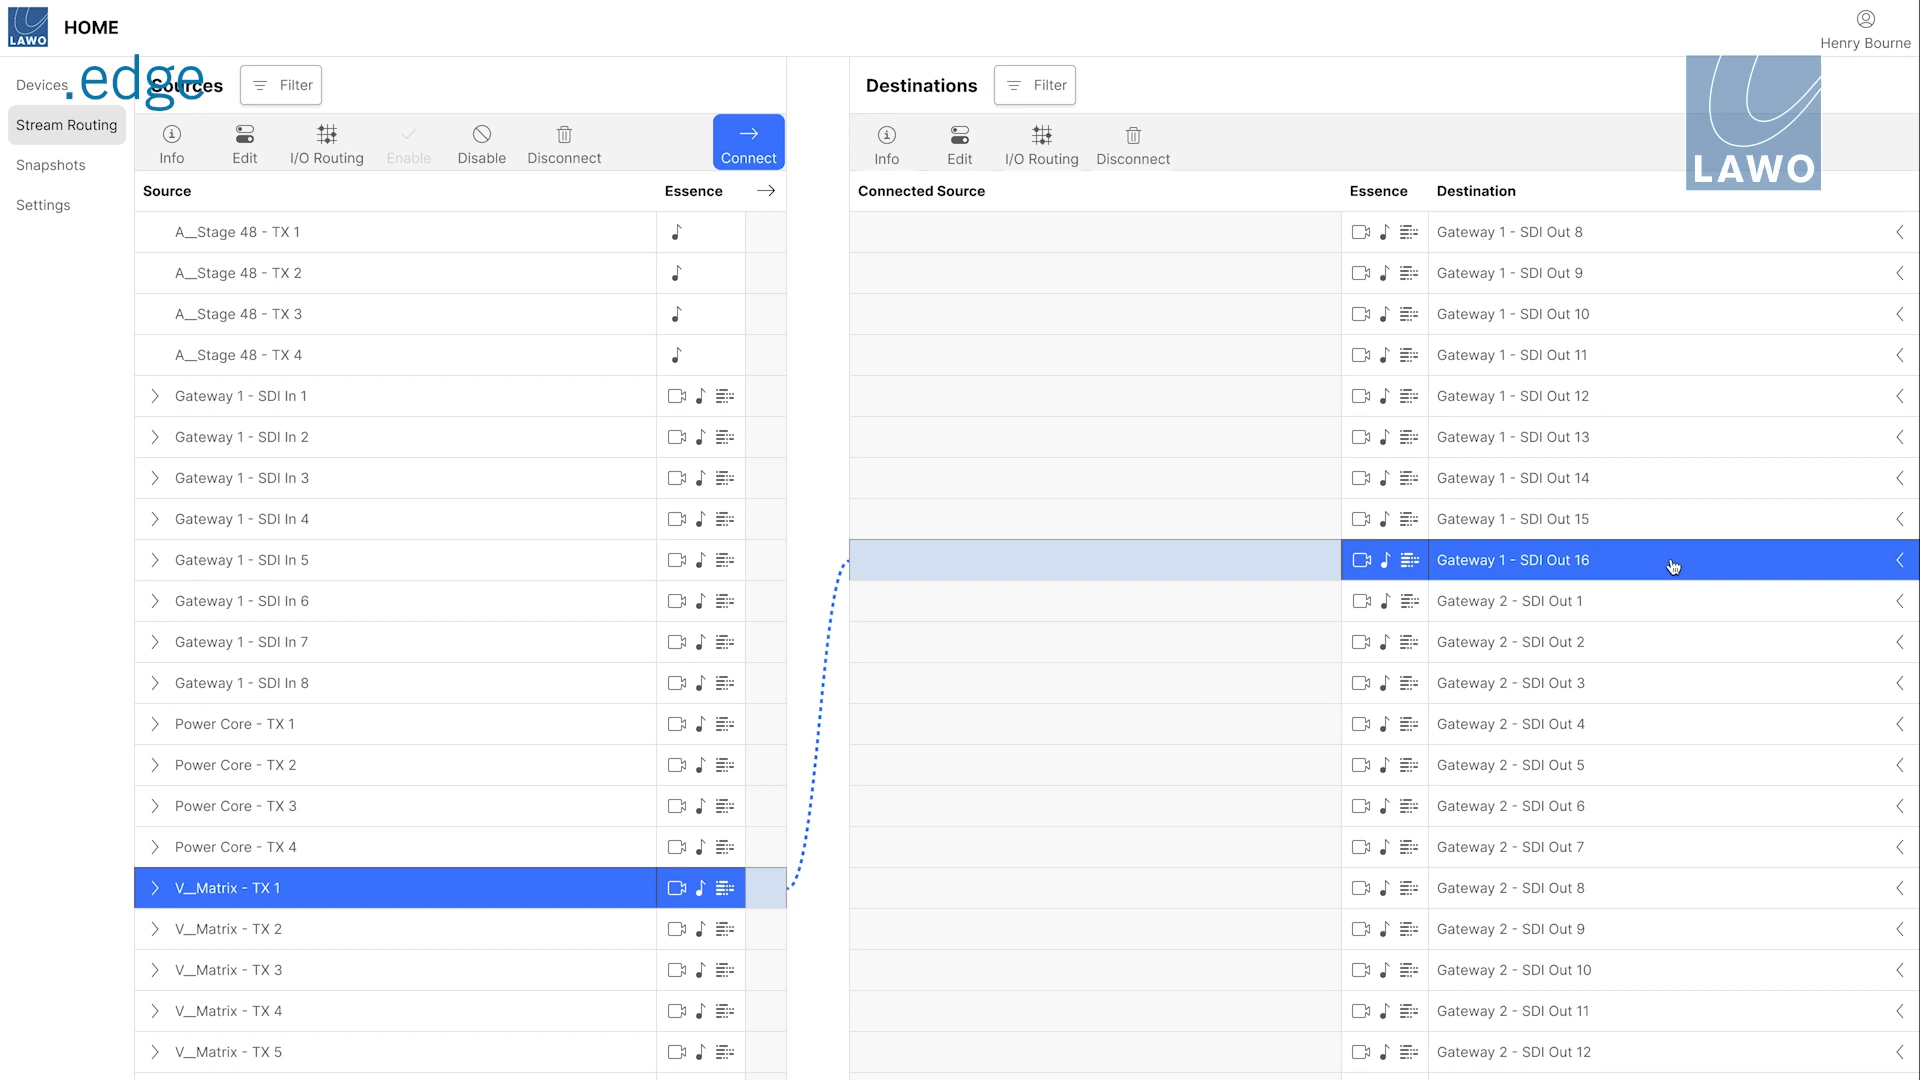 LAWO HOME
Henry Bourne
Devices
.edge
Sources
Filter
Destinations
Filter
LAWO
Stream Routing
Snapshots
Settings
Info Edit I/O Routing Enable Disable Disconnect Connect
Info Edit I/O Routing Disconnect
Source Essence
Connected Source Essence Destination
A__Stage 48 - TX 1
A__Stage 48 - TX 2
A__Stage 48 - TX 3
A__Stage 48 - TX 4
Gateway 1 - SDI In 1
Gateway 1 - SDI In 2
Gateway 1 - SDI In 3
Gateway 1 - SDI In 4
Gateway 1 - SDI In 5
Gateway 1 - SDI In 6
Gateway 1 - SDI In 7
Gateway 1 - SDI In 8
Power Core - TX 1
Power Core - TX 2
Power Core - TX 3
Power Core - TX 4
V__Matrix - TX 1
V__Matrix - TX 2
V__Matrix - TX 3
V__Matrix - TX 4
V__Matrix - TX 5
Gateway 1 - SDI Out 8
Gateway 1 - SDI Out 9
Gateway 1 - SDI Out 10
Gateway 1 - SDI Out 11
Gateway 1 - SDI Out 12
Gateway 1 - SDI Out 13
Gateway 1 - SDI Out 14
Gateway 1 - SDI Out 15
Gateway 1 - SDI Out 16
Gateway 2 - SDI Out 1
Gateway 2 - SDI Out 2
Gateway 2 - SDI Out 3
Gateway 2 - SDI Out 4
Gateway 2 - SDI Out 5
Gateway 2 - SDI Out 6
Gateway 2 - SDI Out 7
Gateway 2 - SDI Out 8
Gateway 2 - SDI Out 9
Gateway 2 - SDI Out 10
Gateway 2 - SDI Out 11
Gateway 2 - SDI Out 12